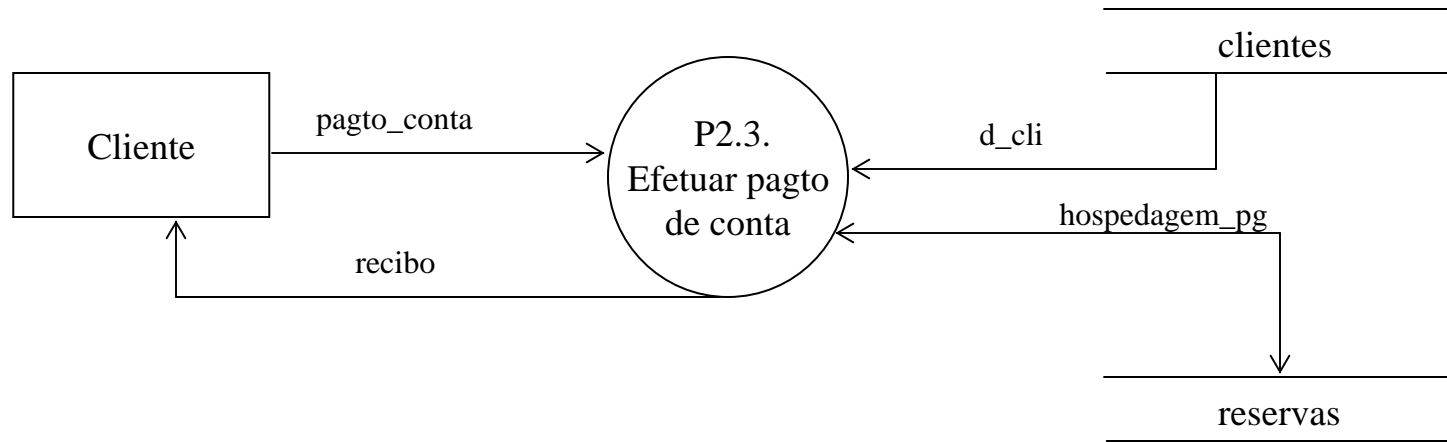 clientes
Cliente
pagto_conta
P2.3.
Efetuar pagto
de conta
d_cli
hospedagem_pg
recibo
reservas